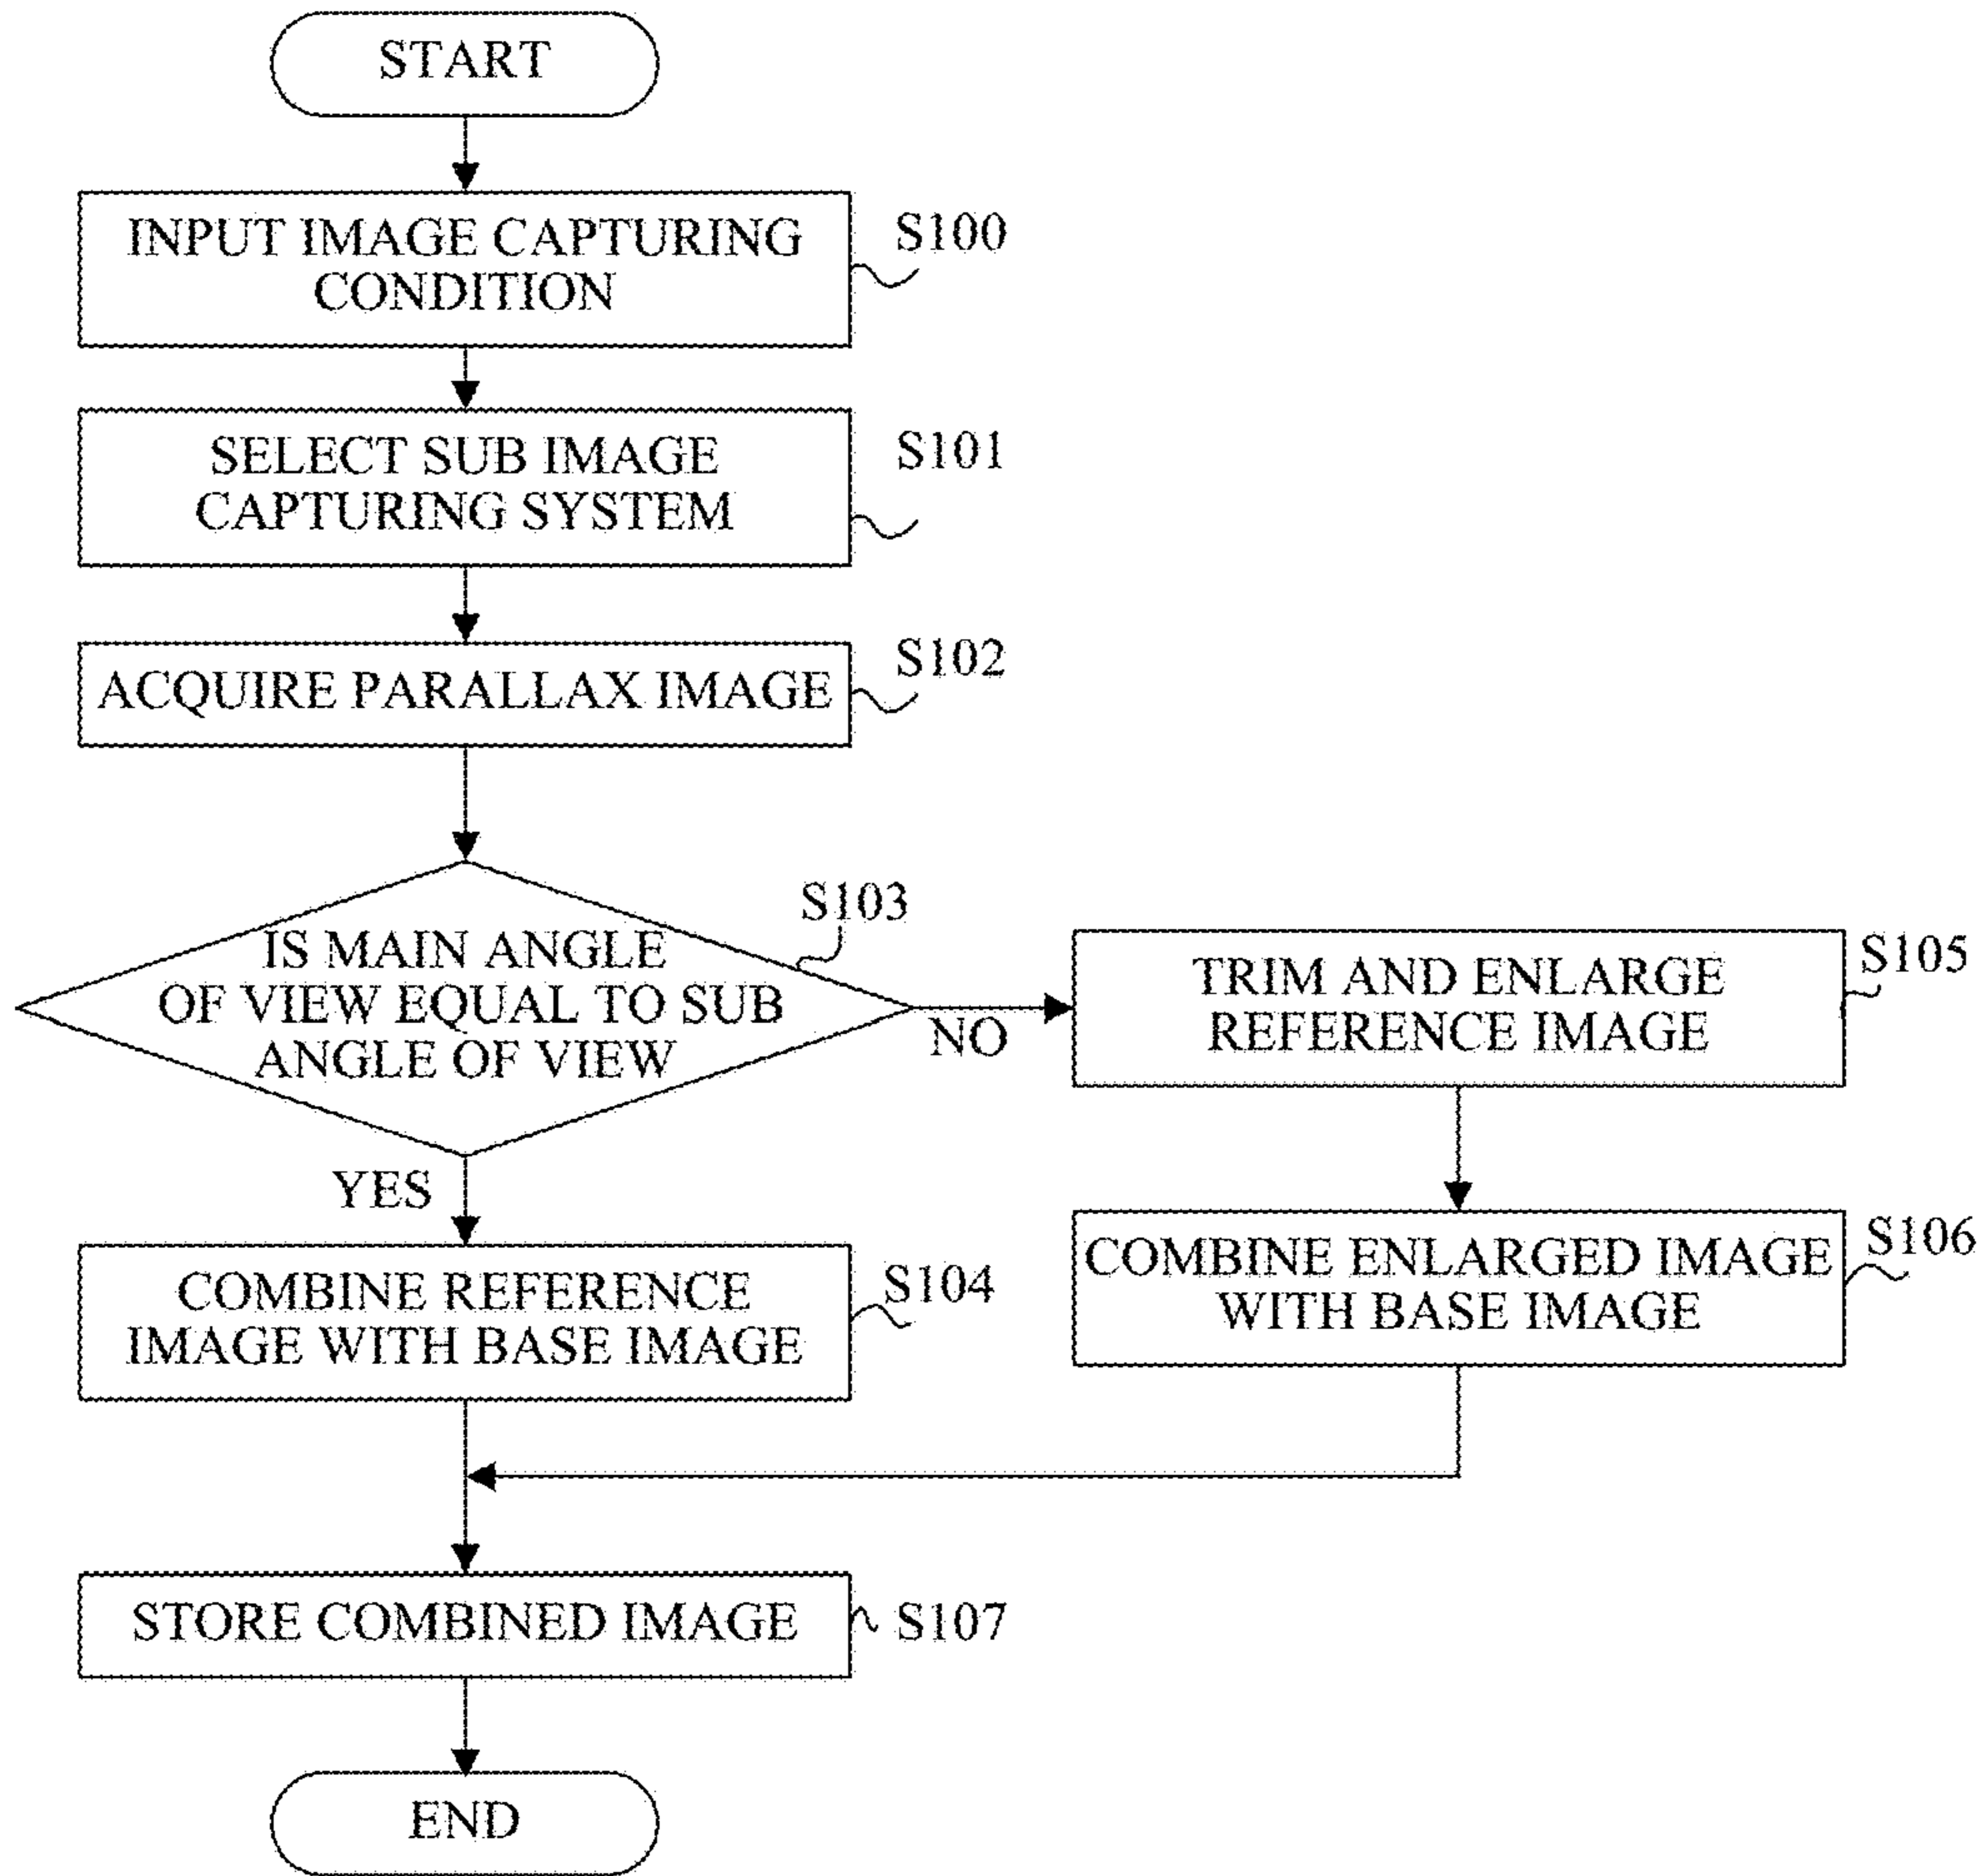 START
INPUT IMAGE CAPTURING
CONDITION
S100
SELECT SUB IMAGE
CAPTURING SYSTEM
S101
ACQUIRE PARALLAX IMAGE
S102
IS MAIN ANGLE
OF VIEW EQUAL TO SUB
ANGLE OF VIEW
S103
NO
YES
TRIM AND ENLARGE
REFERENCE IMAGE
S105
COMBINE REFERENCE
IMAGE WITH BASE IMAGE
S104
COMBINE ENLARGED IMAGE
WITH BASE IMAGE
S106
STORE COMBINED IMAGE
S107
END